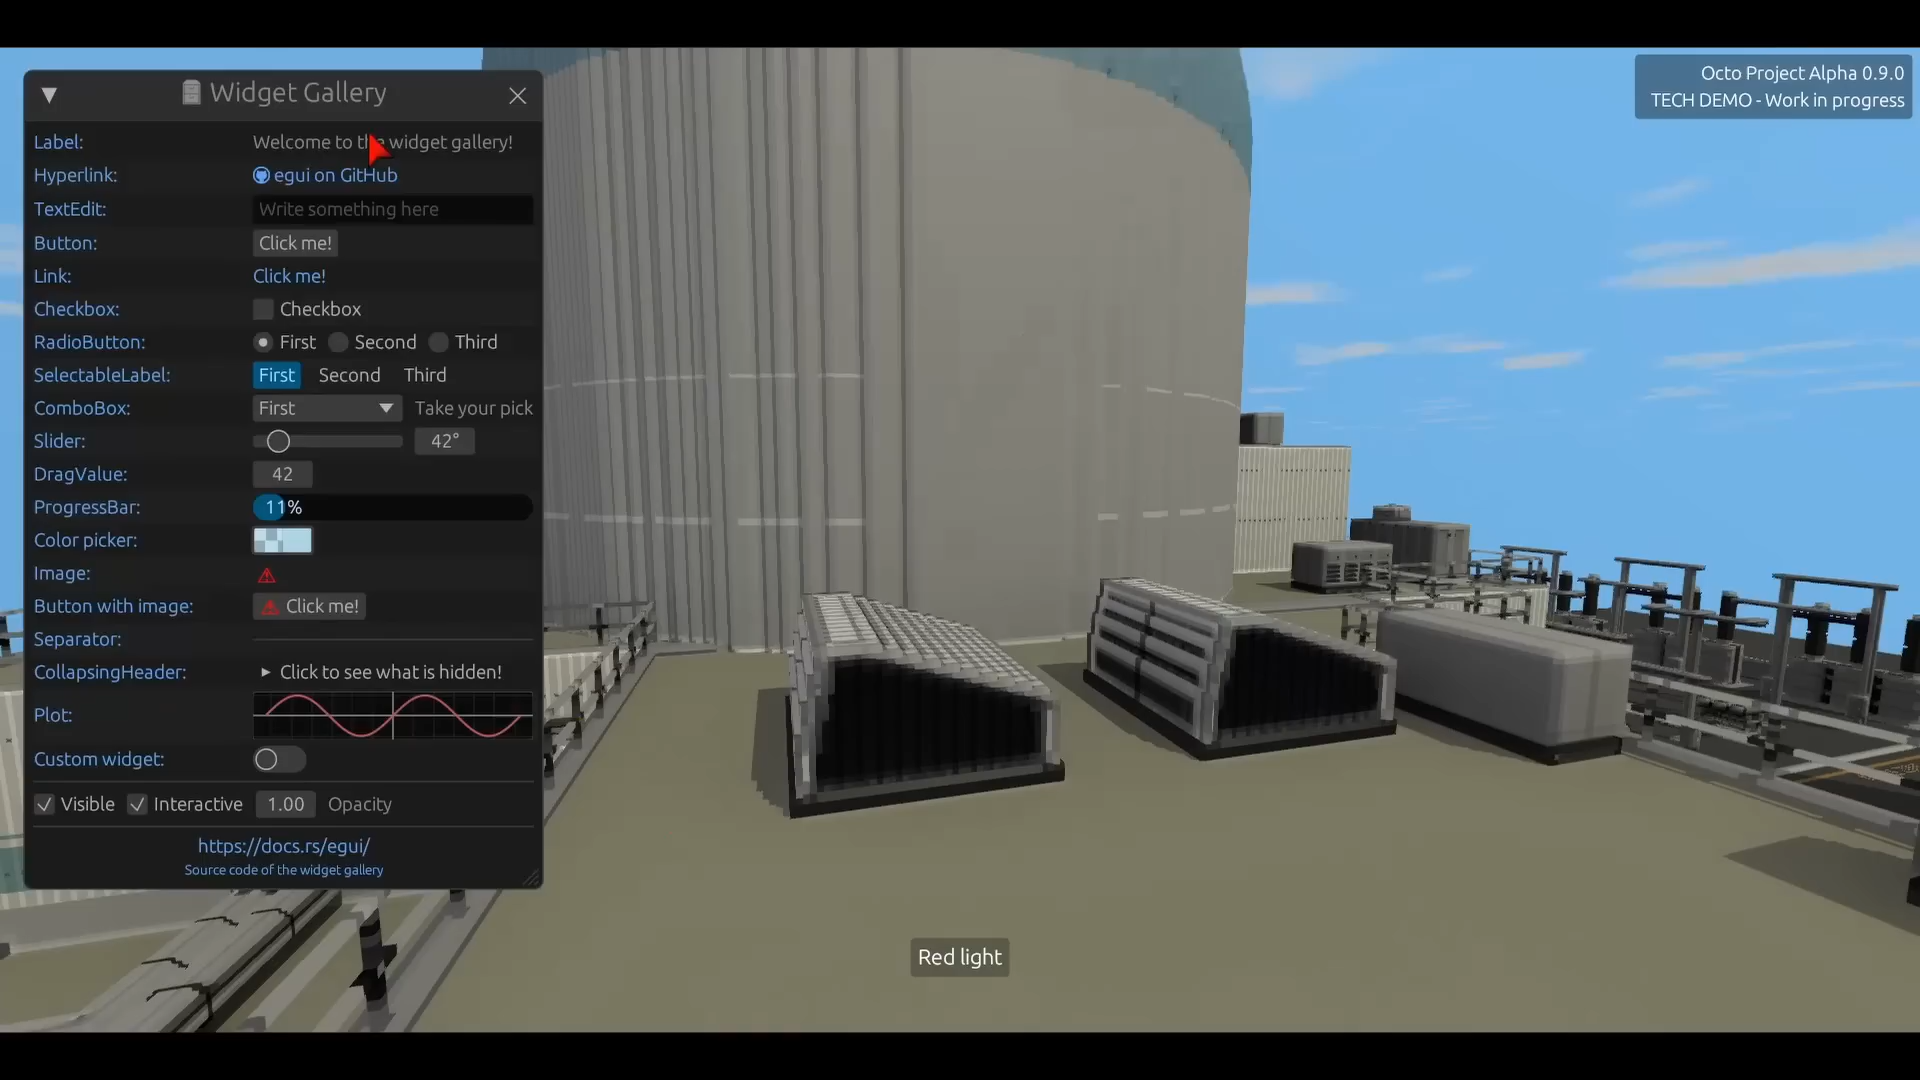 Widget Gallery
Octo Project Alpha 0.9.0
TECH DEMO - Work in progress
Label: Welcome to the widget gallery!
Hyperlink: egui on GitHub
TextEdit: Write something here
Button: Click me!
Link: Click me!
Checkbox: Checkbox
RadioButton: First Second Third
SelectableLabel: First Second Third
ComboBox: First Take your pick
Slider: 42°
DragValue: 42
ProgressBar: 11%
Color picker:
Image:
Button with image: Click me!
Separator:
CollapsingHeader: Click to see what is hidden!
Plot:
Custom widget:
Visible Interactive 1.00 Opacity
https://docs.rs/egui/
Source code of the widget gallery
Red light